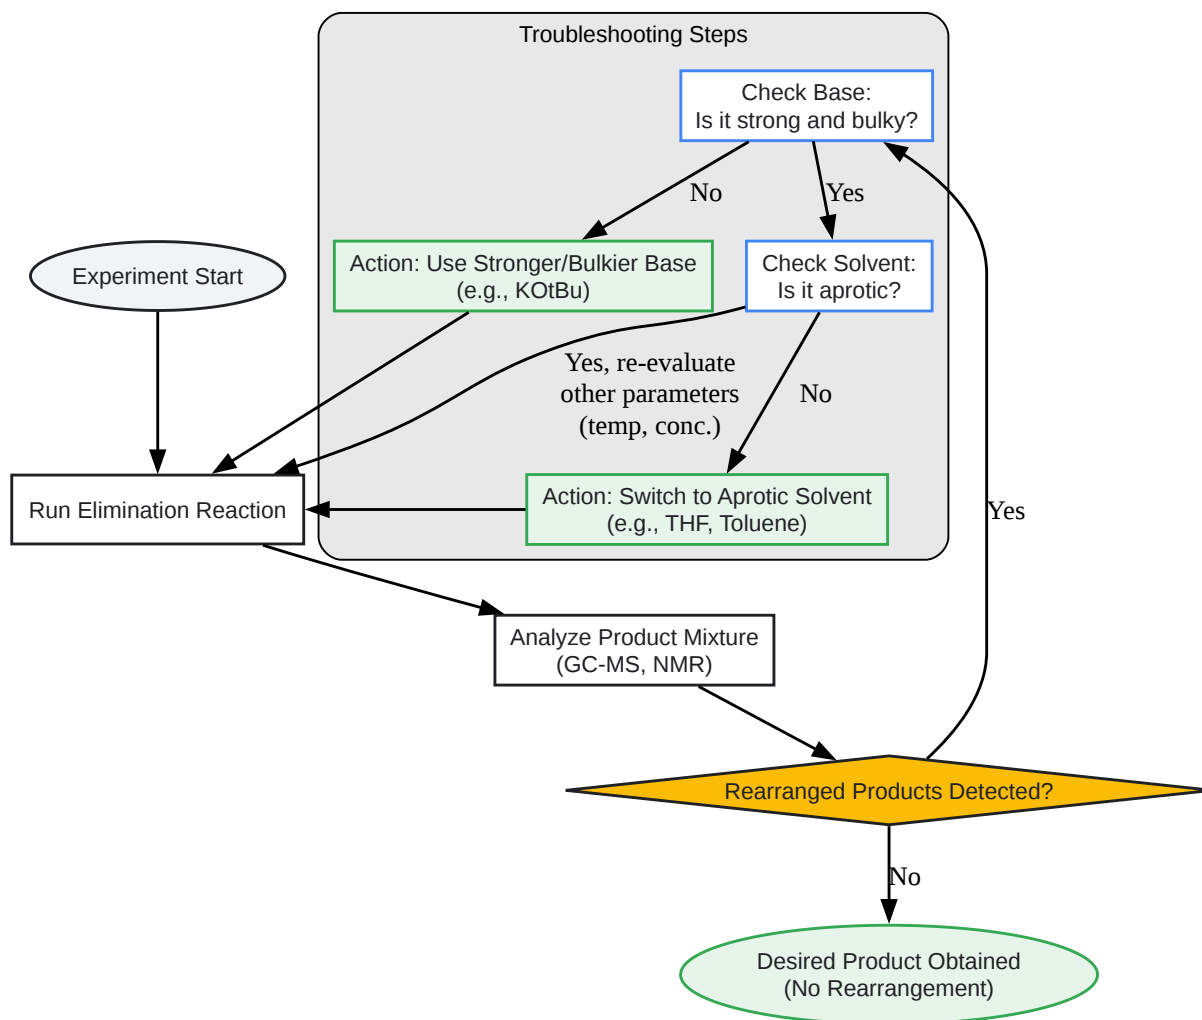 Troubleshooting Steps
Check Base:
Is it strong and bulky?
No
Yes
Experiment Start
Action: Use Stronger/Bulkier Base
(e.g., KOtBu)
Check Solvent:
Is it aprotic?
Yes, re-evaluate
other parameters
(temp, conc.)
No
Run Elimination Reaction
Action: Switch to Aprotic Solvent
(e.g., THF, Toluene)
Yes
Analyze Product Mixture
(GC-MS, NMR)
Rearranged Products Detected?
No
Desired Product Obtained
(No Rearrangement)